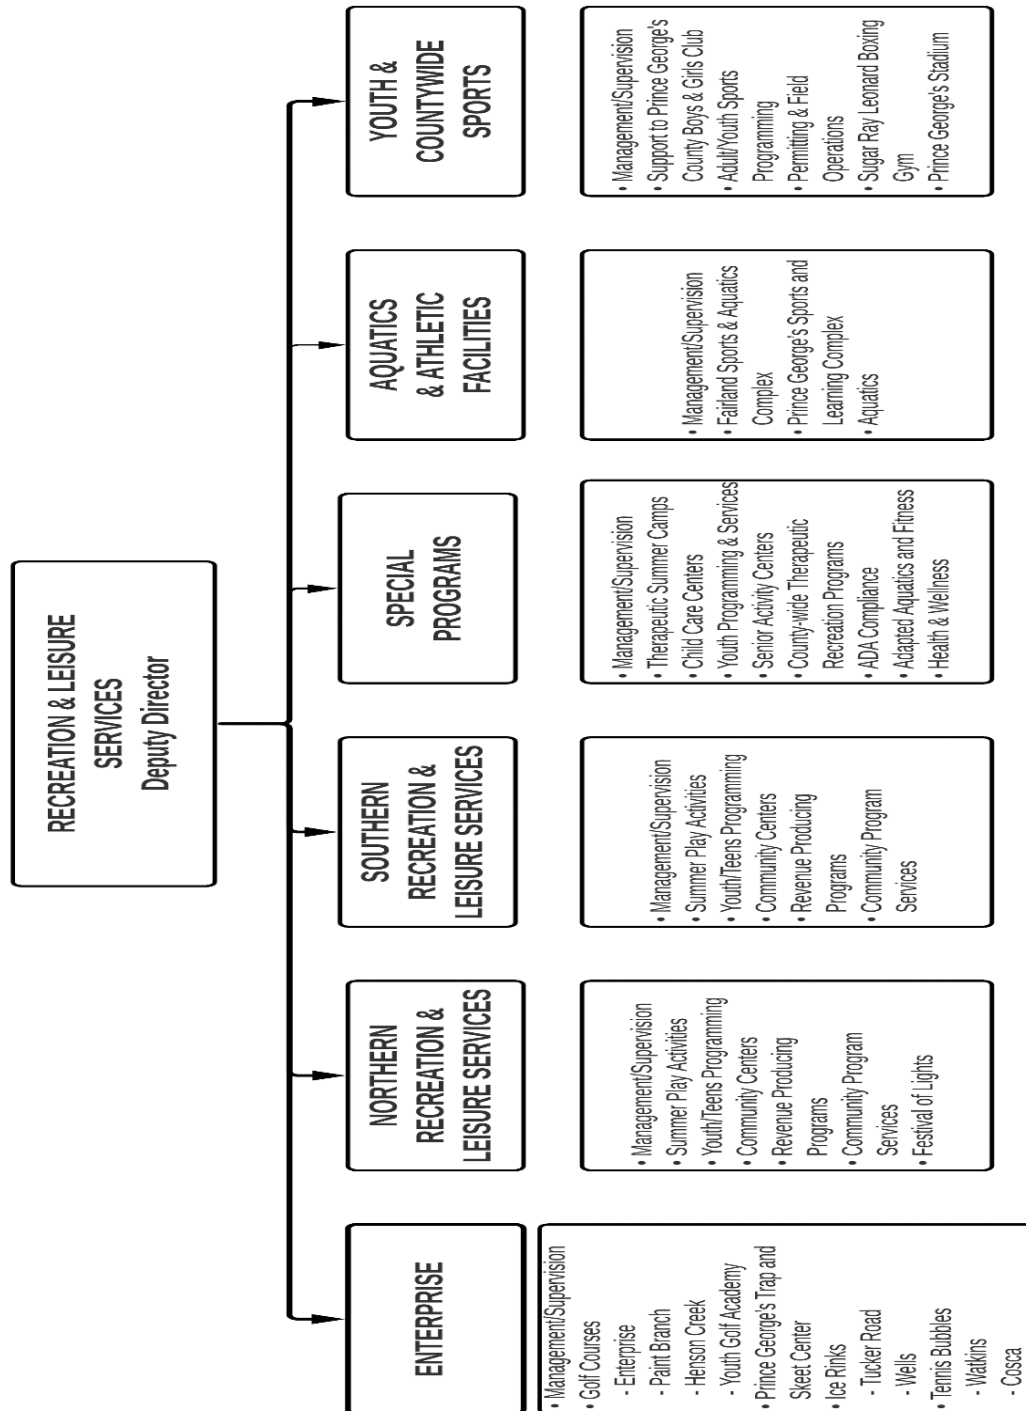 RECREATION & LEISURE
SERVICES
Deputy Director
ENTERPRISE
• Management/Supervision
• Golf Courses
- Enterprise
- Paint Branch
- Henson Creek
- Youth Golf Academy
• Prince George's Trap and
Skeet Center
• Ice Rinks
- Tucker Road
- Wells
• Tennis Bubbles
- Watkins
- Cosca
NORTHERN
RECREATION &
LEISURE SERVICES
• Management/Supervision
• Summer Play Activities
• Youth/Teens Programming
• Community Centers
• Revenue Producing
Programs
• Community Program
Services
• Festival of Lights
SOUTHERN
RECREATION &
LEISURE SERVICES
• Management/Supervision
• Summer Play Activities
• Youth/Teens Programming
• Community Centers
• Revenue Producing
Programs
• Community Program
Services
SPECIAL
PROGRAMS
• Management/Supervision
• Therapeutic Summer Camps
• Child Care Centers
• Youth Programming & Services
• Senior Activity Centers
• County-wide Therapeutic
Recreation Programs
• ADA Compliance
• Adapted Aquatics and Fitness
• Health & Wellness
AQUATICS
& ATHLETIC
FACILITIES
• Management/Supervision
• Fairland Sports & Aquatics
Complex
• Prince George's Sports and
Learning Complex
• Aquatics
YOUTH &
COUNTYWIDE
SPORTS
• Management/Supervision
• Support to Prince George's
County Boys & Girls Club
• Adult/Youth Sports
Programming
• Permitting & Field
Operations
• Sugar Ray Leonard Boxing
Gym
• Prince George's Stadium